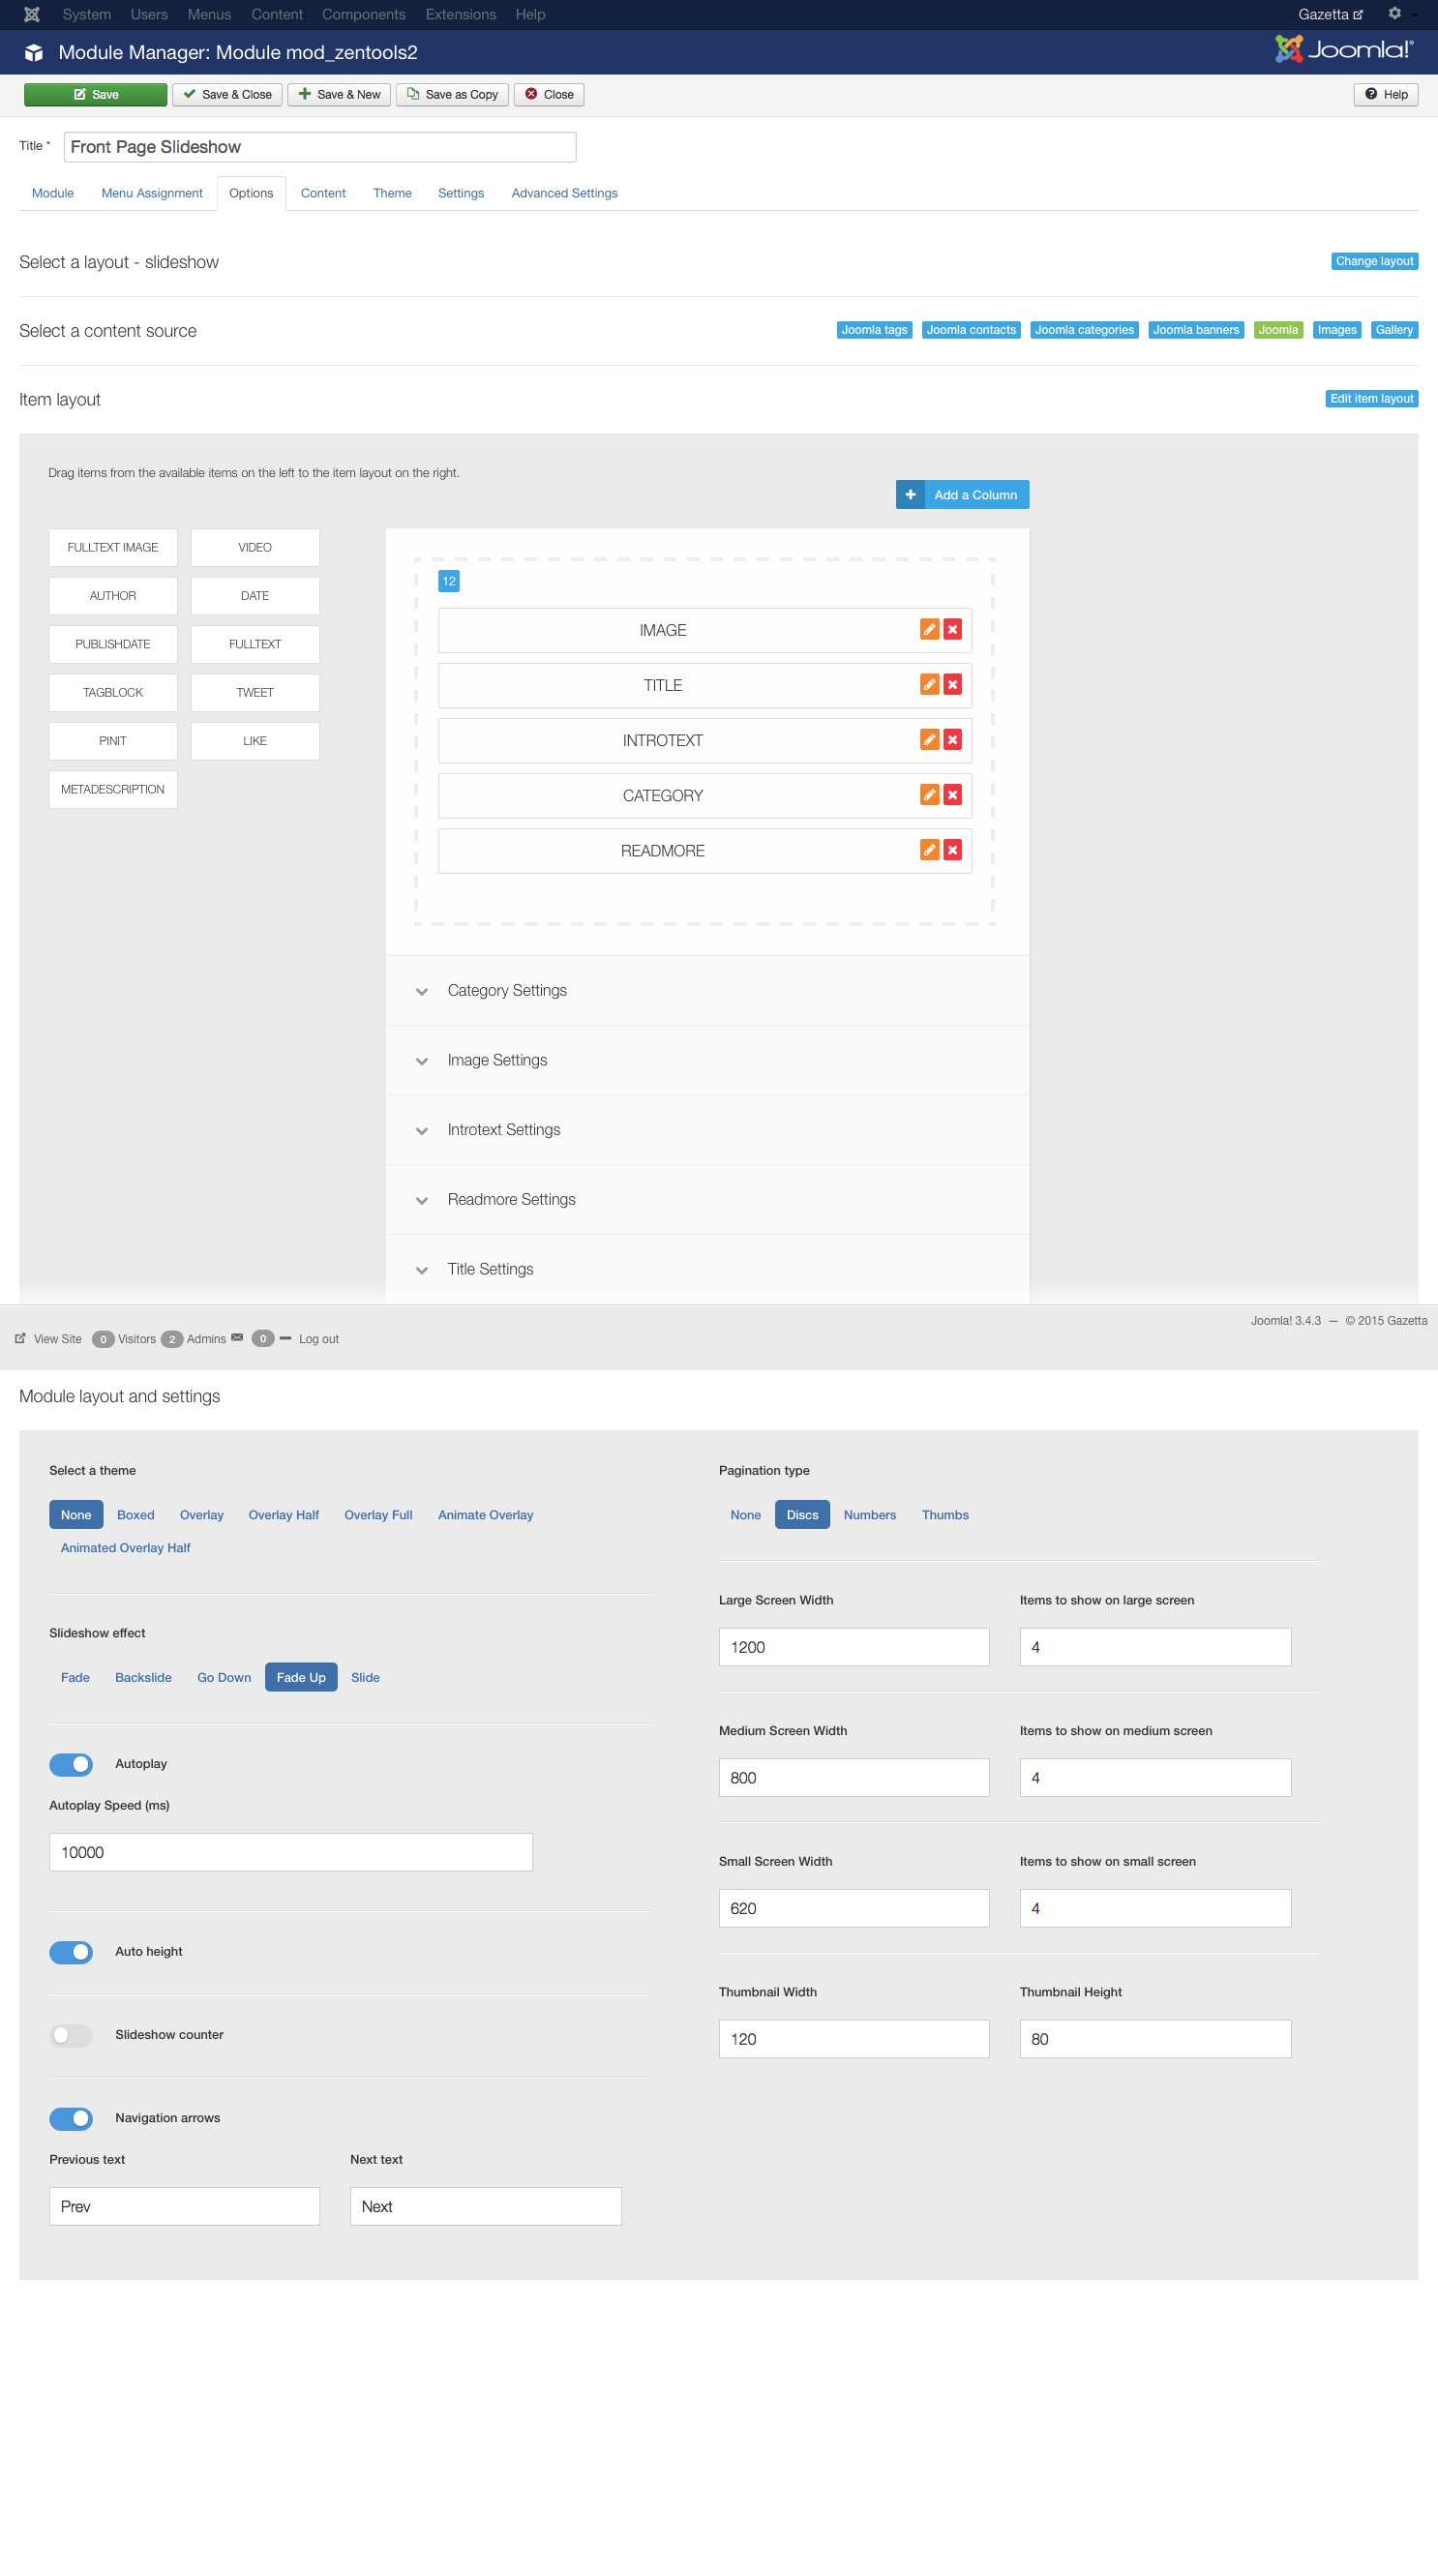 System Users Menus Content Components Extensions Help Gazetta
Module Manager: Module mod_zentools2 Joomla!®
Save Save & Close Save & New Save as Copy Close Help
Title * Front Page Slideshow
Module Menu Assignment Options Content Theme Settings Advanced Settings
Select a layout - slideshow Change layout
Select a content source Joomla tags Joomla contacts Joomla categories Joomla banners Joomla Images Gallery
Item layout Edit item layout
Drag items from the available items on the left to the item layout on the right.
Add a Column
FULLTEXT IMAGE VIDEO
AUTHOR DATE
PUBLISHDATE FULLTEXT
TAGBLOCK TWEET
PINIT LIKE
METADESCRIPTION
12
IMAGE
TITLE
INTROTEXT
CATEGORY
READMORE
Category Settings
Image Settings
Introtext Settings
Readmore Settings
Title Settings
View Site 0 Visitors 2 Admins 0 Log out
Joomla! 3.4.3 — © 2015 Gazetta
Module layout and settings
Select a theme
None Boxed Overlay Overlay Half Overlay Full Animate Overlay
Animated Overlay Half
Slideshow effect
Fade Backslide Go Down Fade Up Slide
Autoplay
Autoplay Speed (ms)
10000
Auto height
Slideshow counter
Navigation arrows
Previous text Next text
Prev Next
Pagination type
None Discs Numbers Thumbs
Large Screen Width Items to show on large screen
1200 4
Medium Screen Width Items to show on medium screen
800 4
Small Screen Width Items to show on small screen
620 4
Thumbnail Width Thumbnail Height
120 80